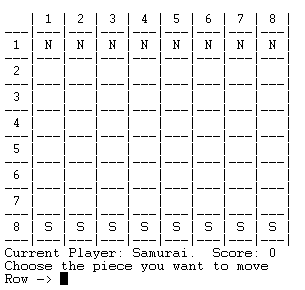 | 1 | 2 | 3 | 4 | 5 | 6 | 7 | 8 |
--- |---|---|---|---|---|---|---|---|
1 | N | N | N | N | N | N | N | N |
--- |---|---|---|---|---|---|---|---|
2 | | | | | | | | |
--- |---|---|---|---|---|---|---|---|
3 | | | | | | | | |
--- |---|---|---|---|---|---|---|---|
4 | | | | | | | | |
--- |---|---|---|---|---|---|---|---|
5 | | | | | | | | |
--- |---|---|---|---|---|---|---|---|
6 | | | | | | | | |
--- |---|---|---|---|---|---|---|---|
7 | | | | | | | | |
--- |---|---|---|---|---|---|---|---|
8 | S | S | S | S | S | S | S | S |
--- |---|---|---|---|---|---|---|---|
Current Player: Samurai.  Score: 0
Choose the piece you want to move
Row ->